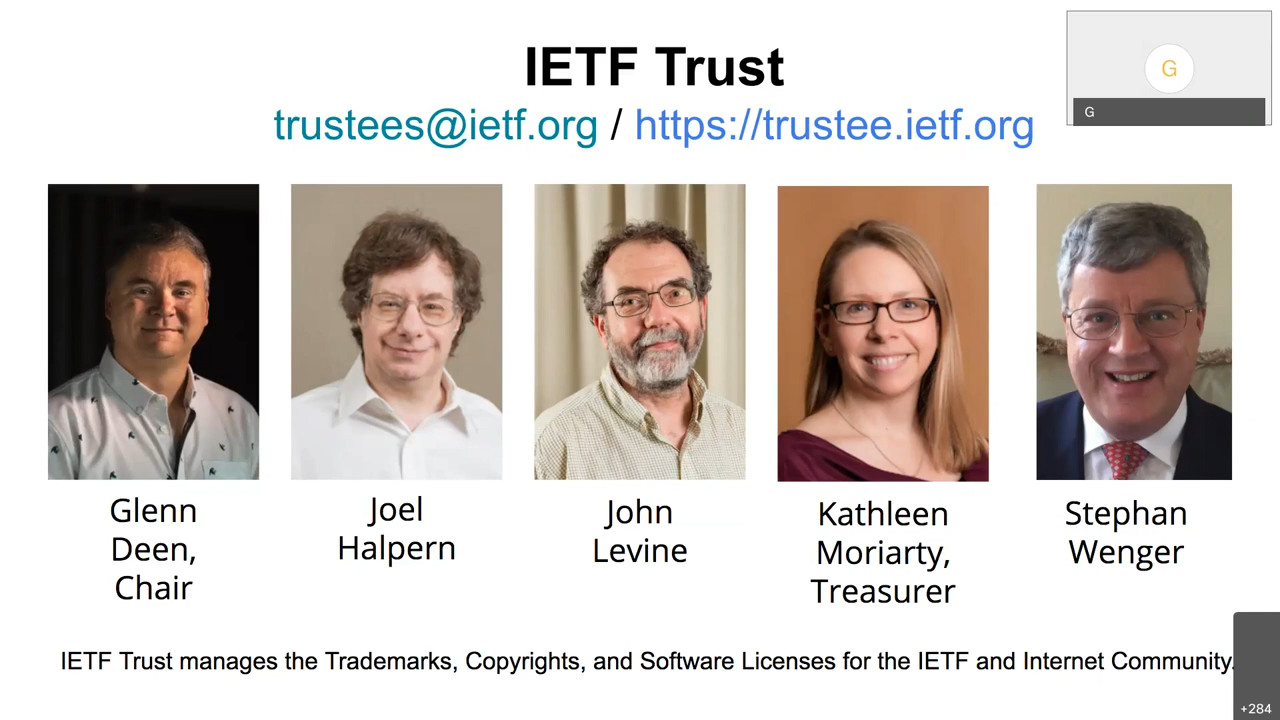 IETF Trust
trustees@ietf.org / https://trustee.ietf.org
G
G
Glenn
Deen,
Chair
Joel
Halpern
John
Levine
Kathleen
Moriarty,
Treasurer
Stephan
Wenger
IETF Trust manages the Trademarks, Copyrights, and Software Licenses for the IETF and Internet Community.
+284